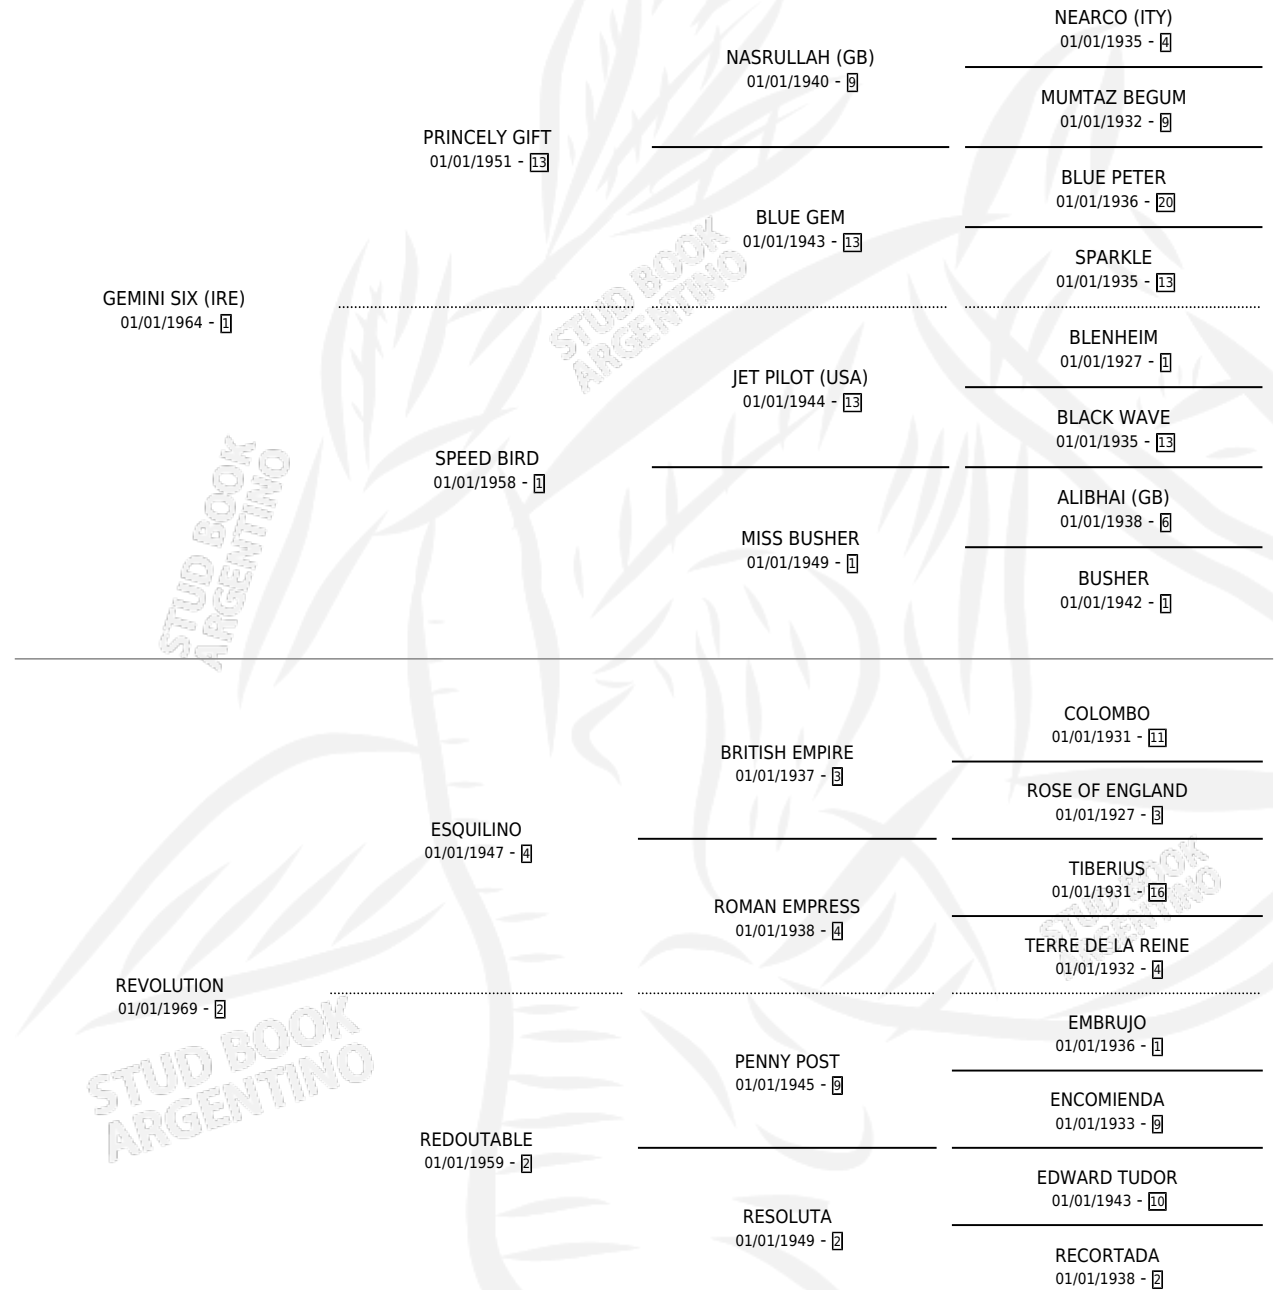 NEARCO (ITY)
01/01/1935 - 4
NASRULLAH (GB)
01/01/1940 - 9
MUMTAZ BEGUM
01/01/1932 - 9
PRINCELY GIFT
01/01/1951 - 13
BLUE PETER
01/01/1936 - 20
BLUE GEM
01/01/1943 - 13
SPARKLE
01/01/1935 - 13
GEMINI SIX (IRE)
01/01/1964 - 1
BLENHEIM
01/01/1927 - 1
JET PILOT (USA)
01/01/1944 - 13
BLACK WAVE
01/01/1935 - 13
SPEED BIRD
01/01/1958 - 1
ALIBHAI (GB)
01/01/1938 - 6
MISS BUSHER
01/01/1949 - 1
BUSHER
01/01/1942 - 1
COLOMBO
01/01/1931 - 11
BRITISH EMPIRE
01/01/1937 - 3
ROSE OF ENGLAND
01/01/1927 - 3
ESQUILINO
01/01/1947 - 4
TIBERIUS
01/01/1931 - 16
ROMAN EMPRESS
01/01/1938 - 4
TERRE DE LA REINE
01/01/1932 - 4
REVOLUTION
01/01/1969 - 2
EMBRUJO
01/01/1936 - 1
PENNY POST
01/01/1945 - 9
ENCOMIENDA
01/01/1933 - 9
REDOUTABLE
01/01/1959 - 2
EDWARD TUDOR
01/01/1943 - 10
RESOLUTA
01/01/1949 - 2
RECORTADA
01/01/1938 - 2
STUD BOOK
ARGENTINO
STUD BOOK
ARGENTINO
STUD BOOK
ARGENTINO
STUD BOOK
ARGENTINO